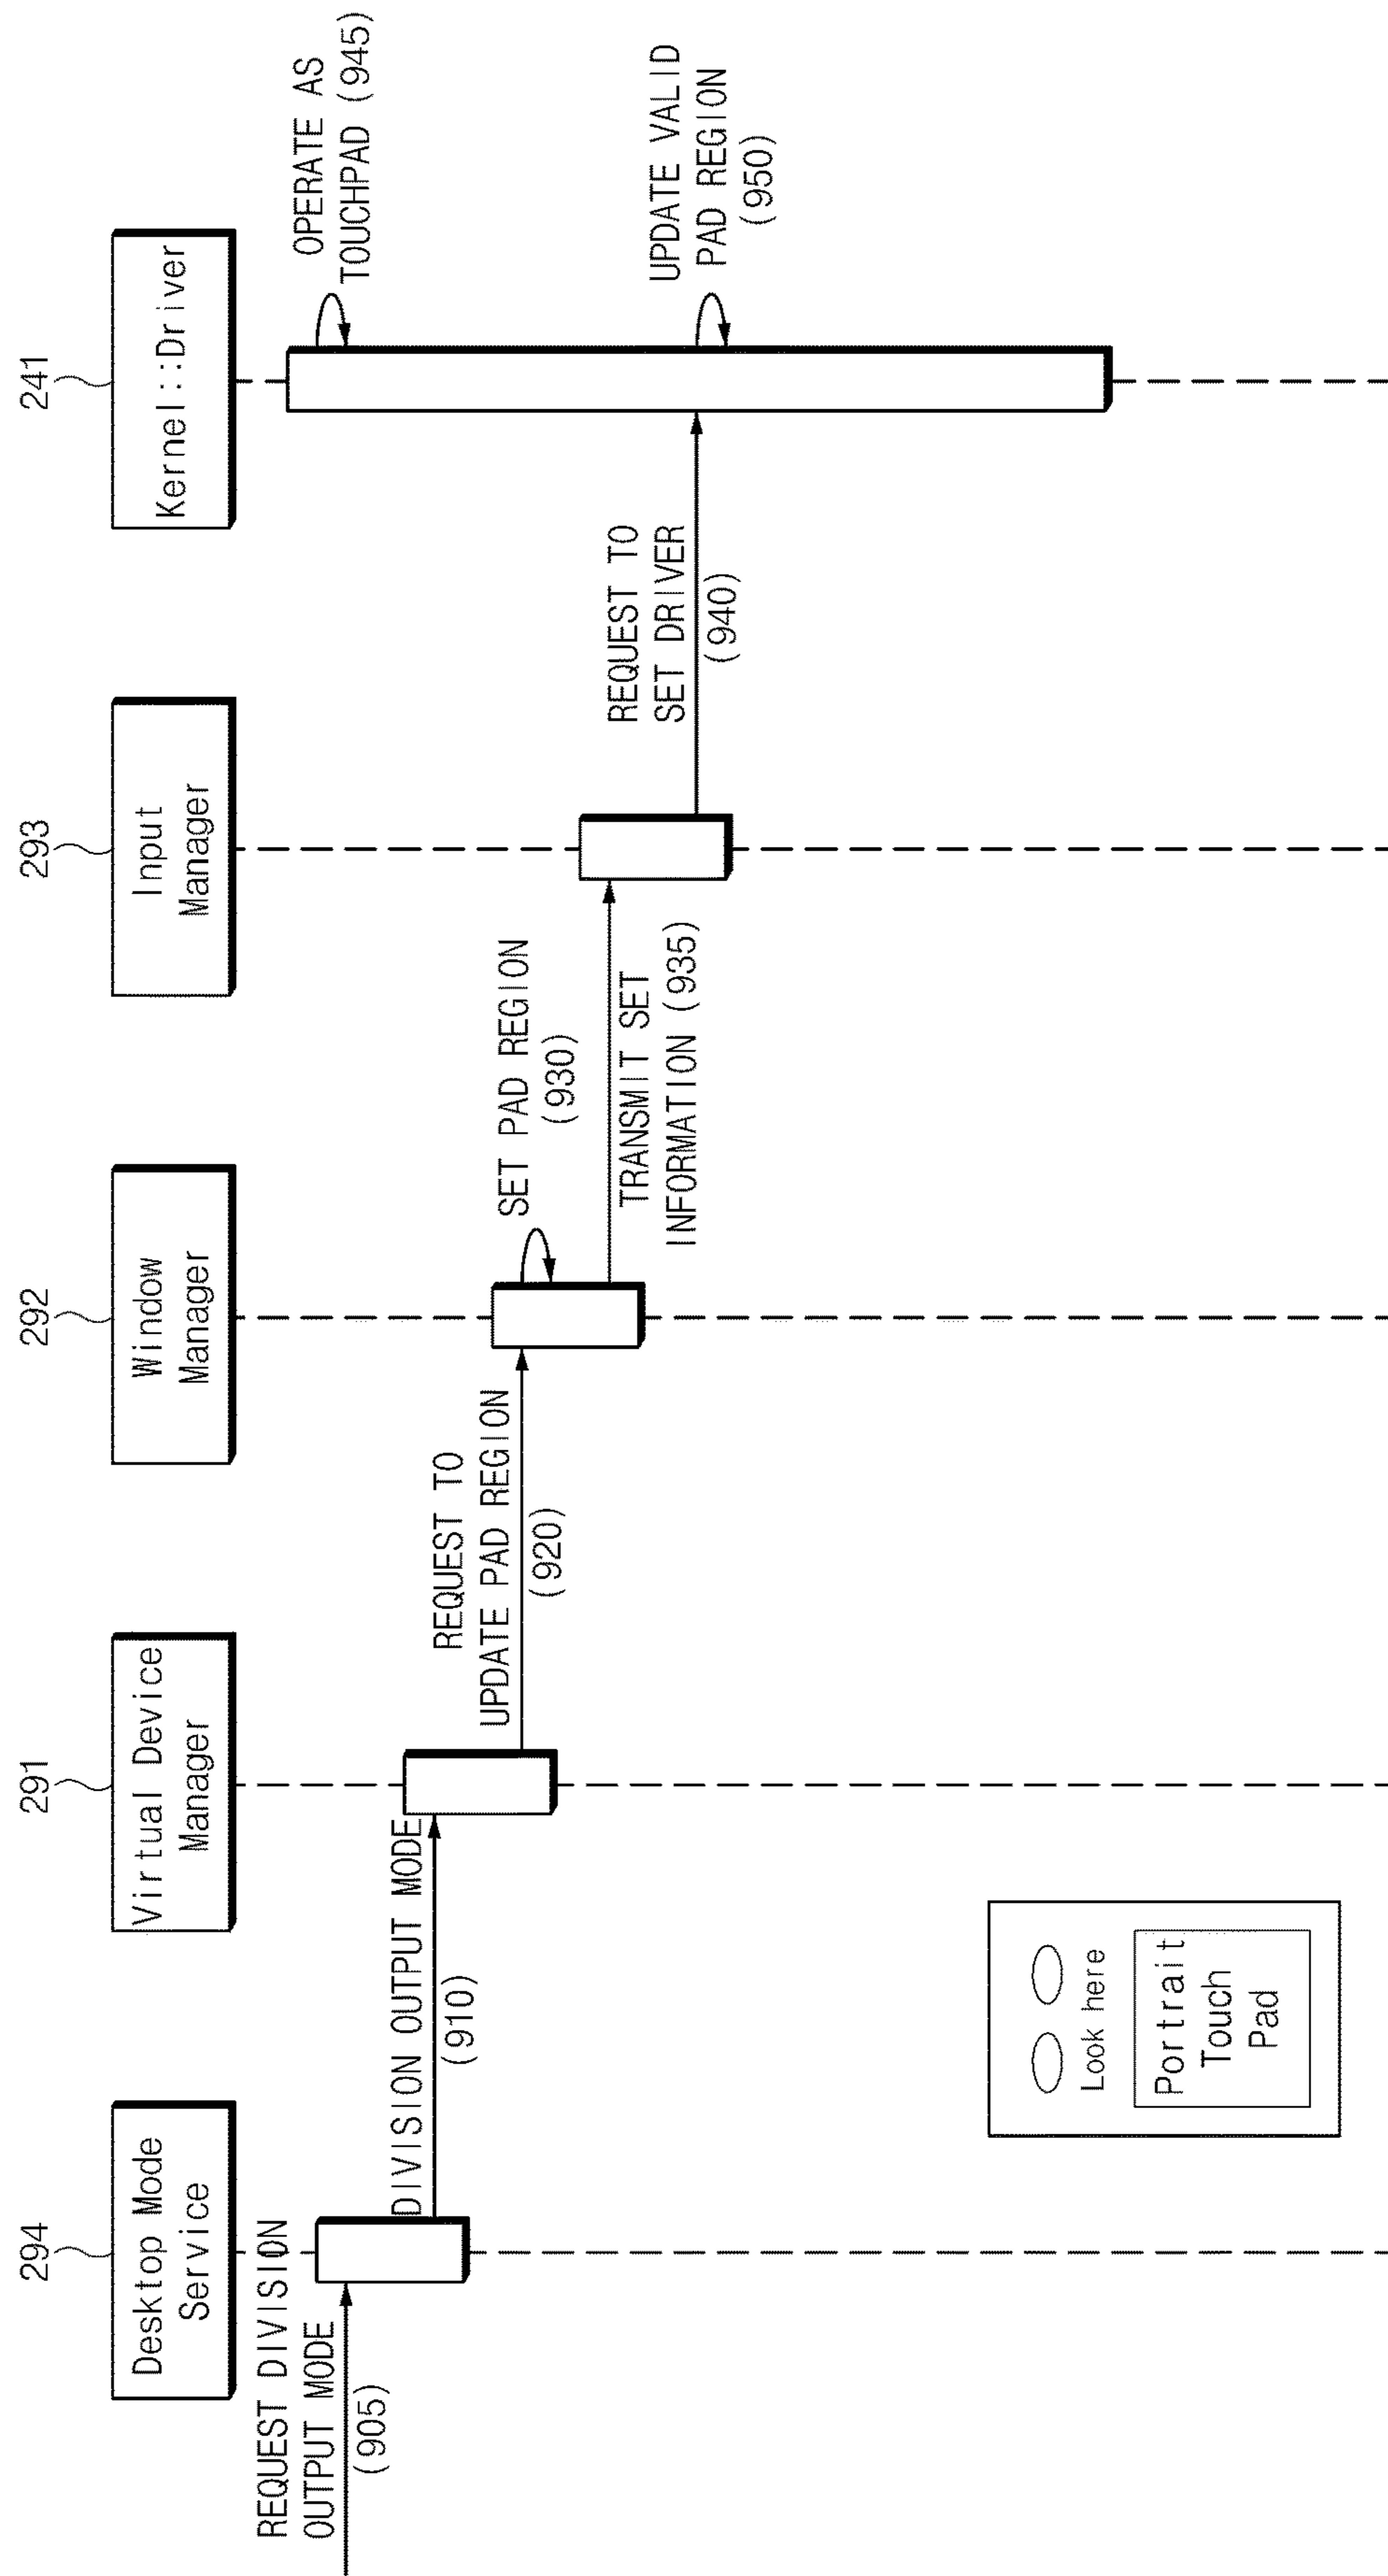 294
291
292
293
241
Desktop Mode
Service
Virtual Device
Manager
Window
Manager
Input
Manager
Kernel::Driver
REQUEST DIVISION
OUTPUT MODE
(905)
DIVISION OUTPUT MODE
(910)
REQUEST TO
UPDATE PAD REGION
(920)
SET PAD REGION
(930)
TRANSMIT SET
INFORMATION (935)
REQUEST TO
SET DRIVER
(940)
OPERATE AS
TOUCHPAD (945)
UPDATE VALID
PAD REGION
(950)
Look here
Portrait
Touch
Pad